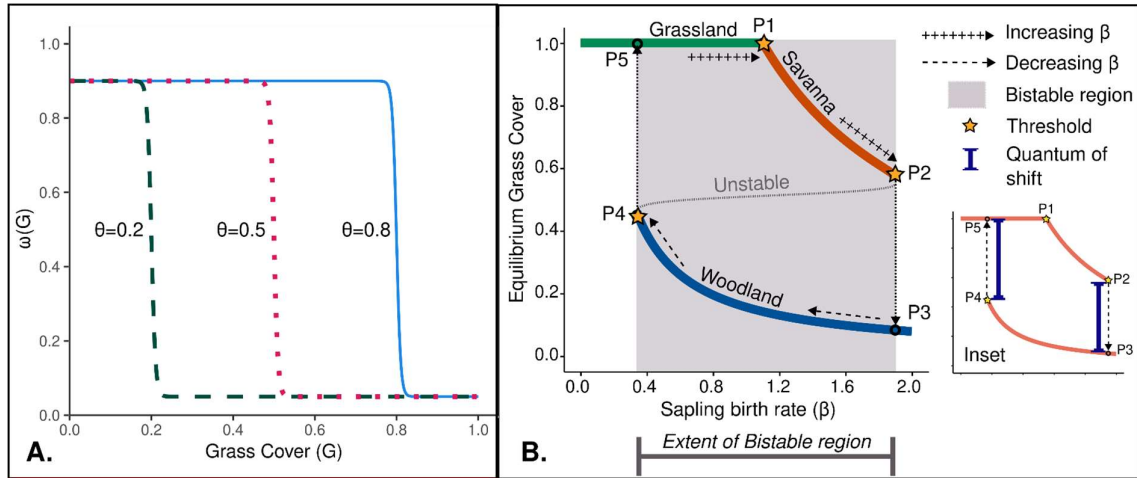 1.0
0.8
0.6
0.4
0.2
0.0
ω(G)
θ=0.2
θ=0.5
θ=0.8
0.0 0.2 0.4 0.6 0.8 1.0
Grass Cover (G)
A.
Grassland
P1
P5
Savanna
P2
Unstable
P4
Woodland
P3
1.0
0.8
0.6
0.4
0.2
0.0
Equilibrium Grass Cover
0.0 0.4 0.8 1.2 1.6 2.0
Sapling birth rate (β)
Extent of Bistable region
B.
Increasing β
Decreasing β
Bistable region
Threshold
Quantum of
shift
P1
P5
P2
P4
P3
Inset